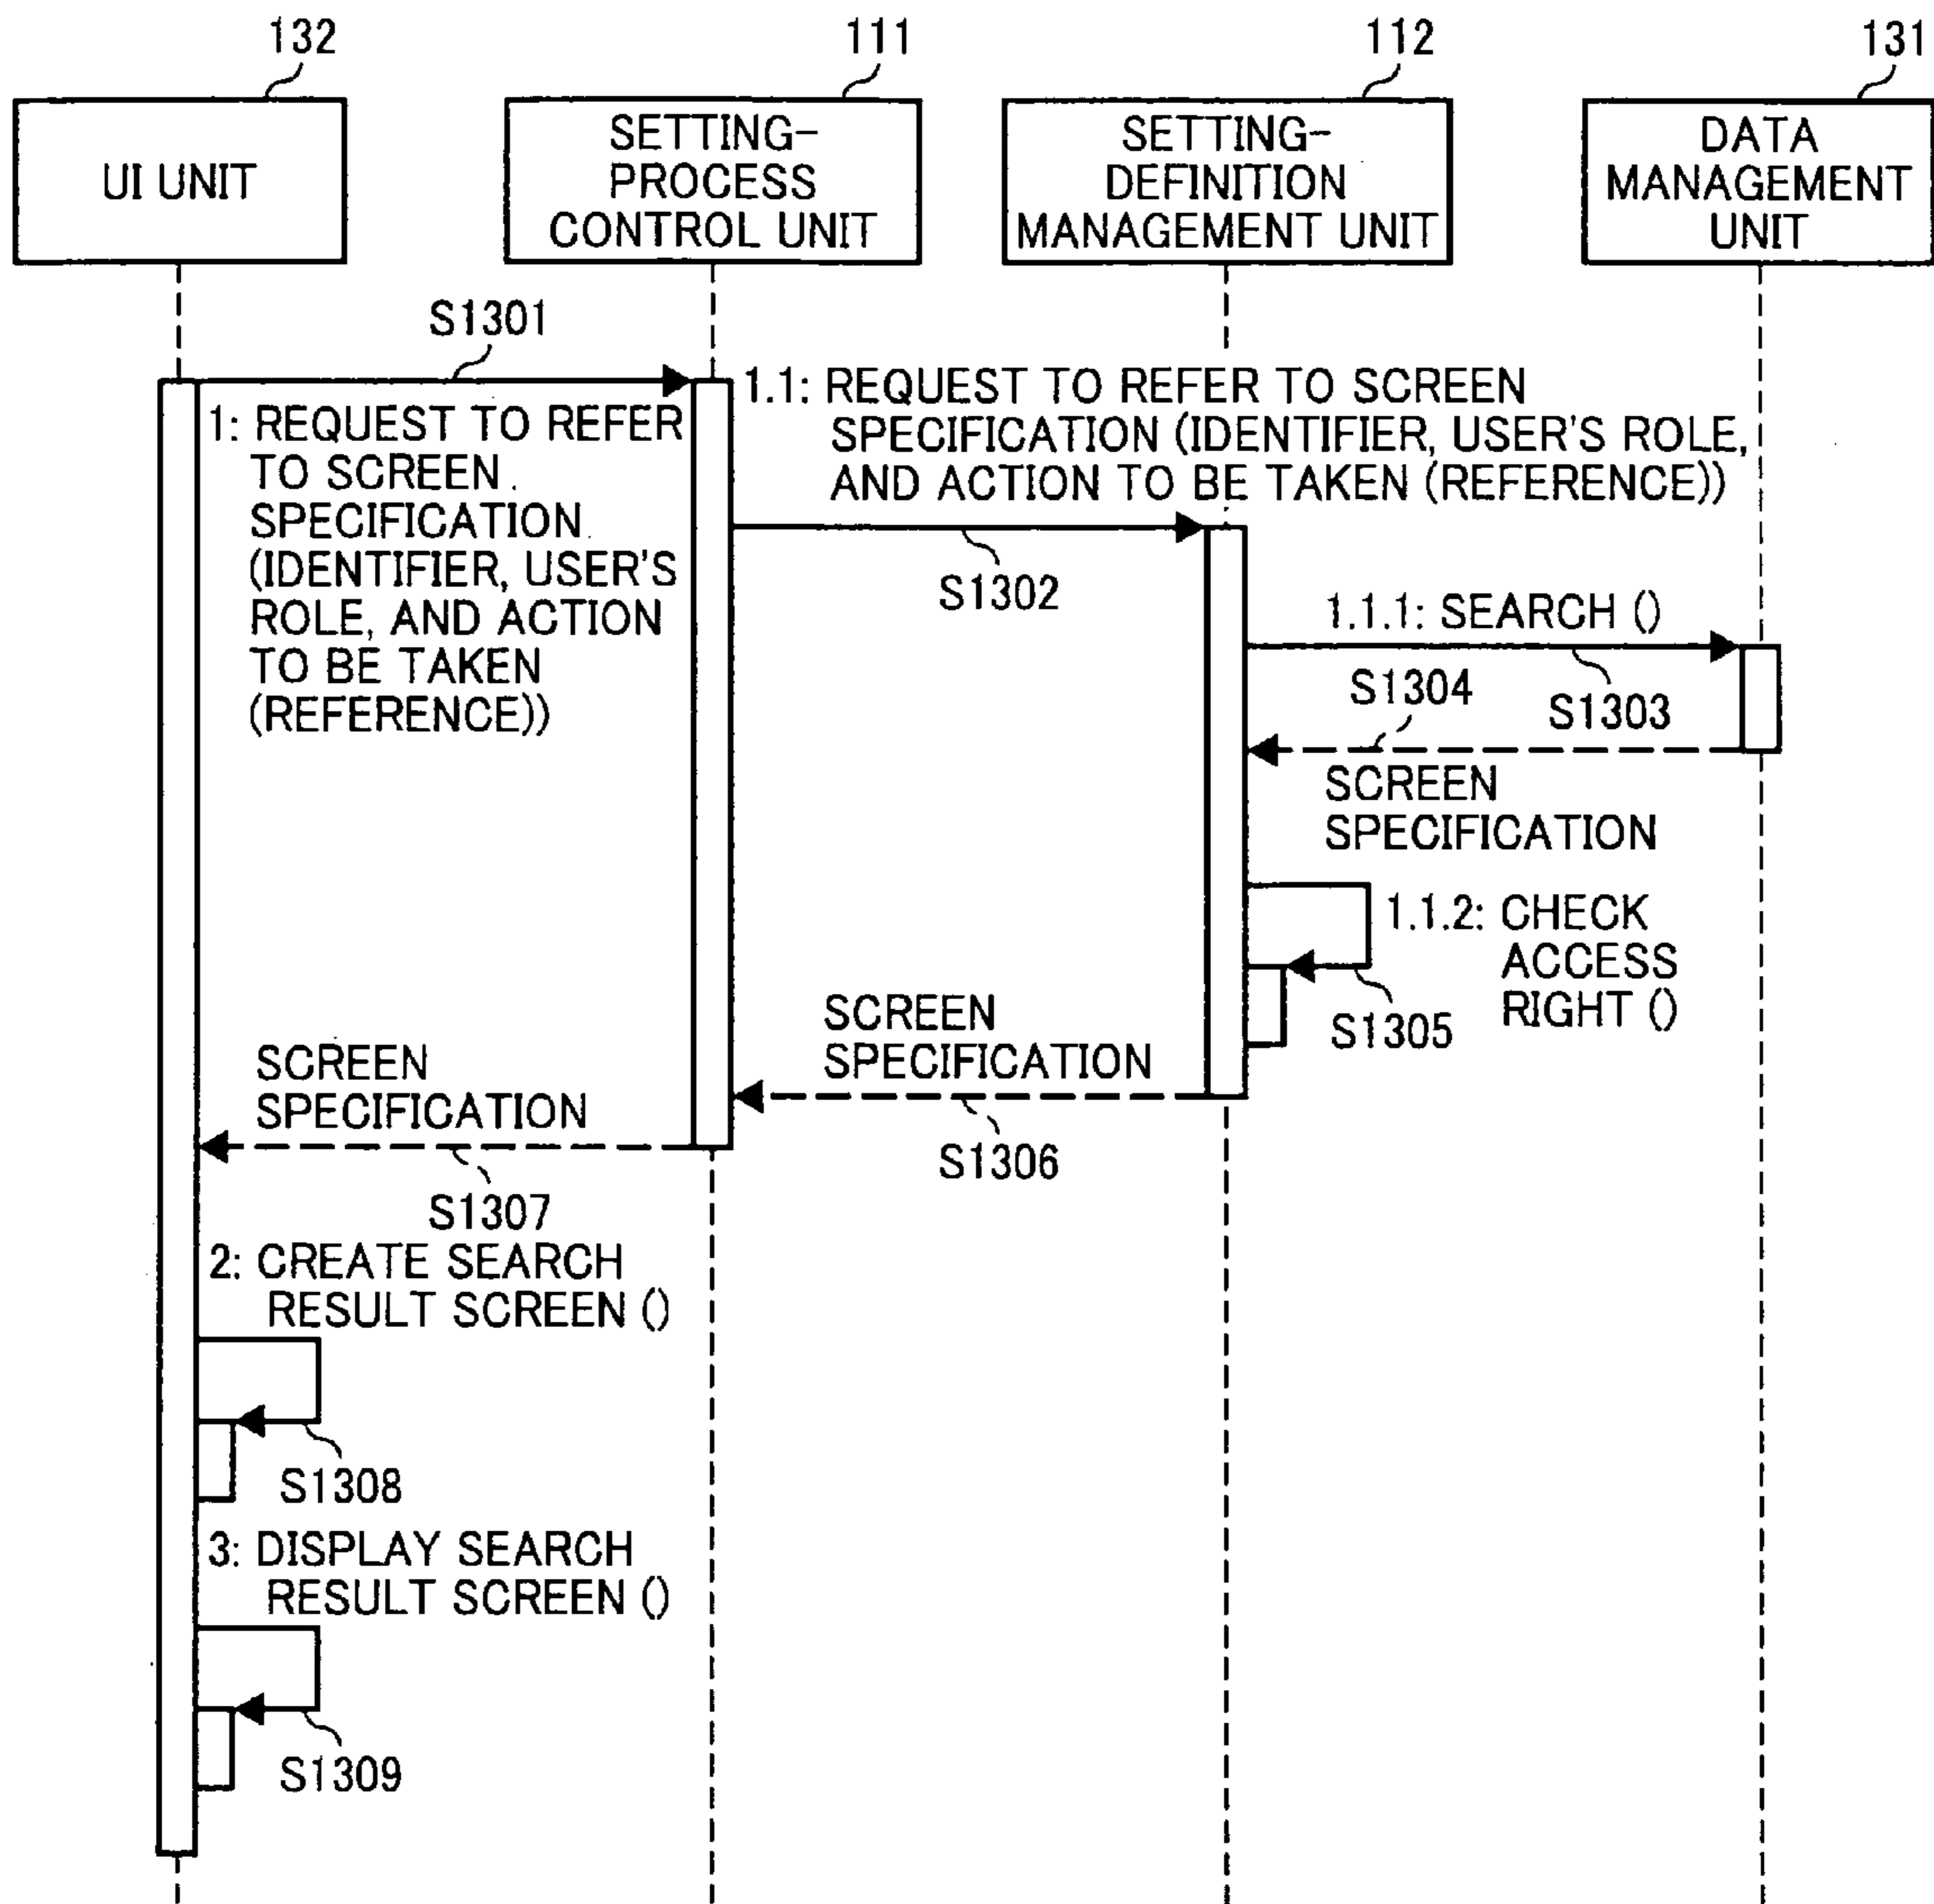 132
111
112
131
UI UNIT
SETTING-
PROCESS
CONTROL UNIT
SETTING-
DEFINITION
MANAGEMENT UNIT
DATA
MANAGEMENT
UNIT
S1301
1: REQUEST TO REFER
TO SCREEN
SPECIFICATION
(IDENTIFIER, USER'S
ROLE, AND ACTION
TO BE TAKEN
(REFERENCE))
1.1: REQUEST TO REFER TO SCREEN
SPECIFICATION (IDENTIFIER, USER'S ROLE,
AND ACTION TO BE TAKEN (REFERENCE))
S1302
1.1.1: SEARCH ()
S1303
S1304
SCREEN
SPECIFICATION
1.1.2: CHECK
ACCESS
RIGHT ()
S1305
SCREEN
SPECIFICATION
S1306
SCREEN
SPECIFICATION
S1307
2: CREATE SEARCH
RESULT SCREEN ()
S1308
3: DISPLAY SEARCH
RESULT SCREEN ()
S1309